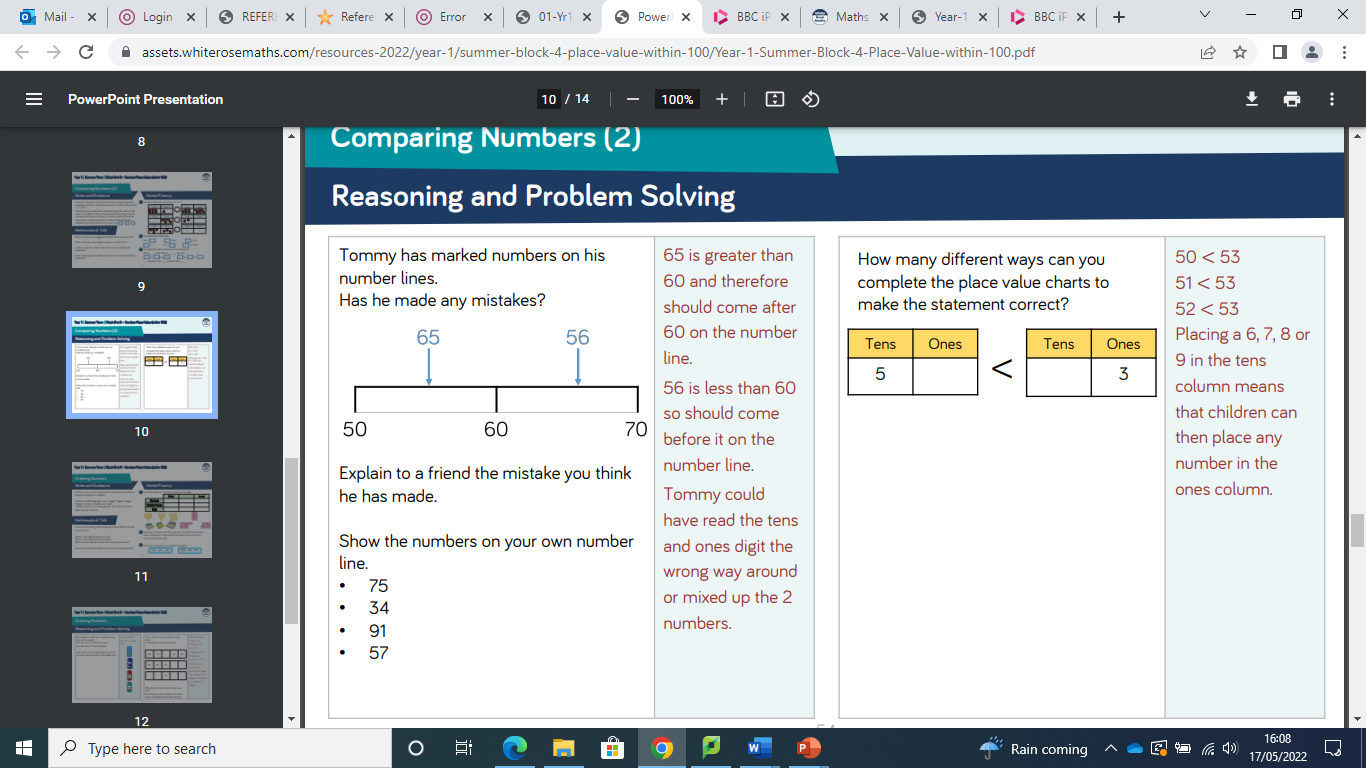 Mail -
Login
REFER
Refere
Error
01-Yr1
Power
BBC iP
Maths
Year-1
BBC iP
assets.whiterosemaths.com/resources-2022/year-1/summer-block-4-place-value-within-100/Year-1-Summer-Block-4-Place-Value-within-100.pdf
PowerPoint Presentation
10 / 14
100%
8
9
10
11
12
Comparing Numbers (2)
Reasoning and Problem Solving
Tommy has marked numbers on his
number lines.
Has he made any mistakes?
65 56
50 60 70
Explain to a friend the mistake you think
he has made.
Show the numbers on your own number
line.
• 75
• 34
• 91
• 57
65 is greater than
60 and therefore
should come after
60 on the number
line.
56 is less than 60
so should come
before it on the
number line.
Tommy could
have read the tens
and ones digit the
wrong way around
or mixed up the 2
numbers.
How many different ways can you
complete the place value charts to
make the statement correct?
Tens Ones Tens Ones
5 < 3
50 < 53
51 < 53
52 < 53
Placing a 6, 7, 8 or
9 in the tens
column means
that children can
then place any
number in the
ones column.
Type here to search
Rain coming
16:08
17/05/2022